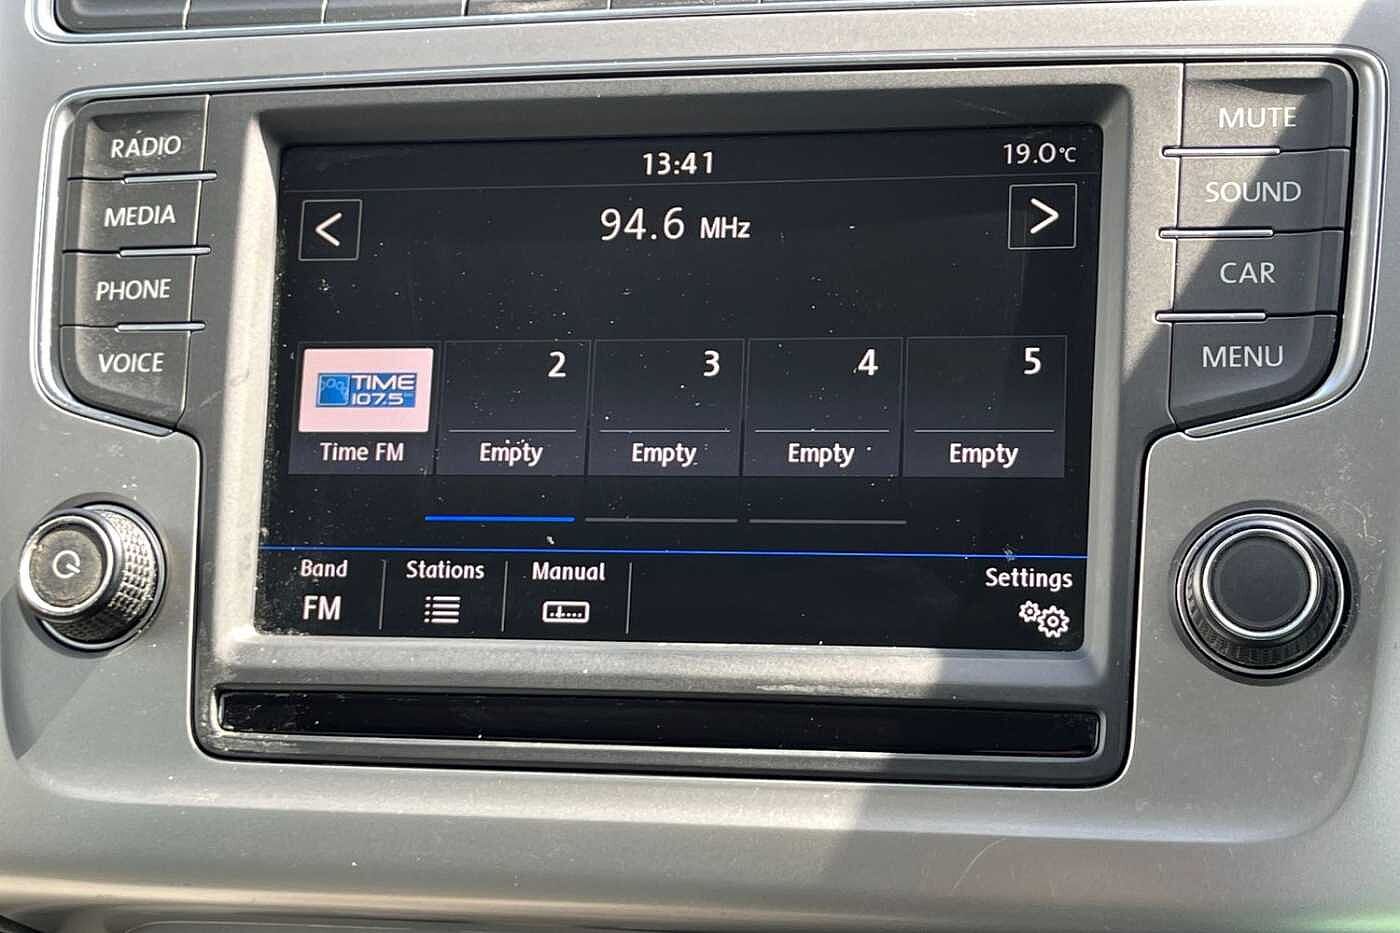 RADIO
MEDIA
PHONE
VOICE
13:41
19.0°C
<
94.6 MHz
>
TIME
107.5
Time FM
2
Empty
3
Empty
4
Empty
5
Empty
Band
FM
Stations
Manual
Settings
MUTE
SOUND
CAR
MENU